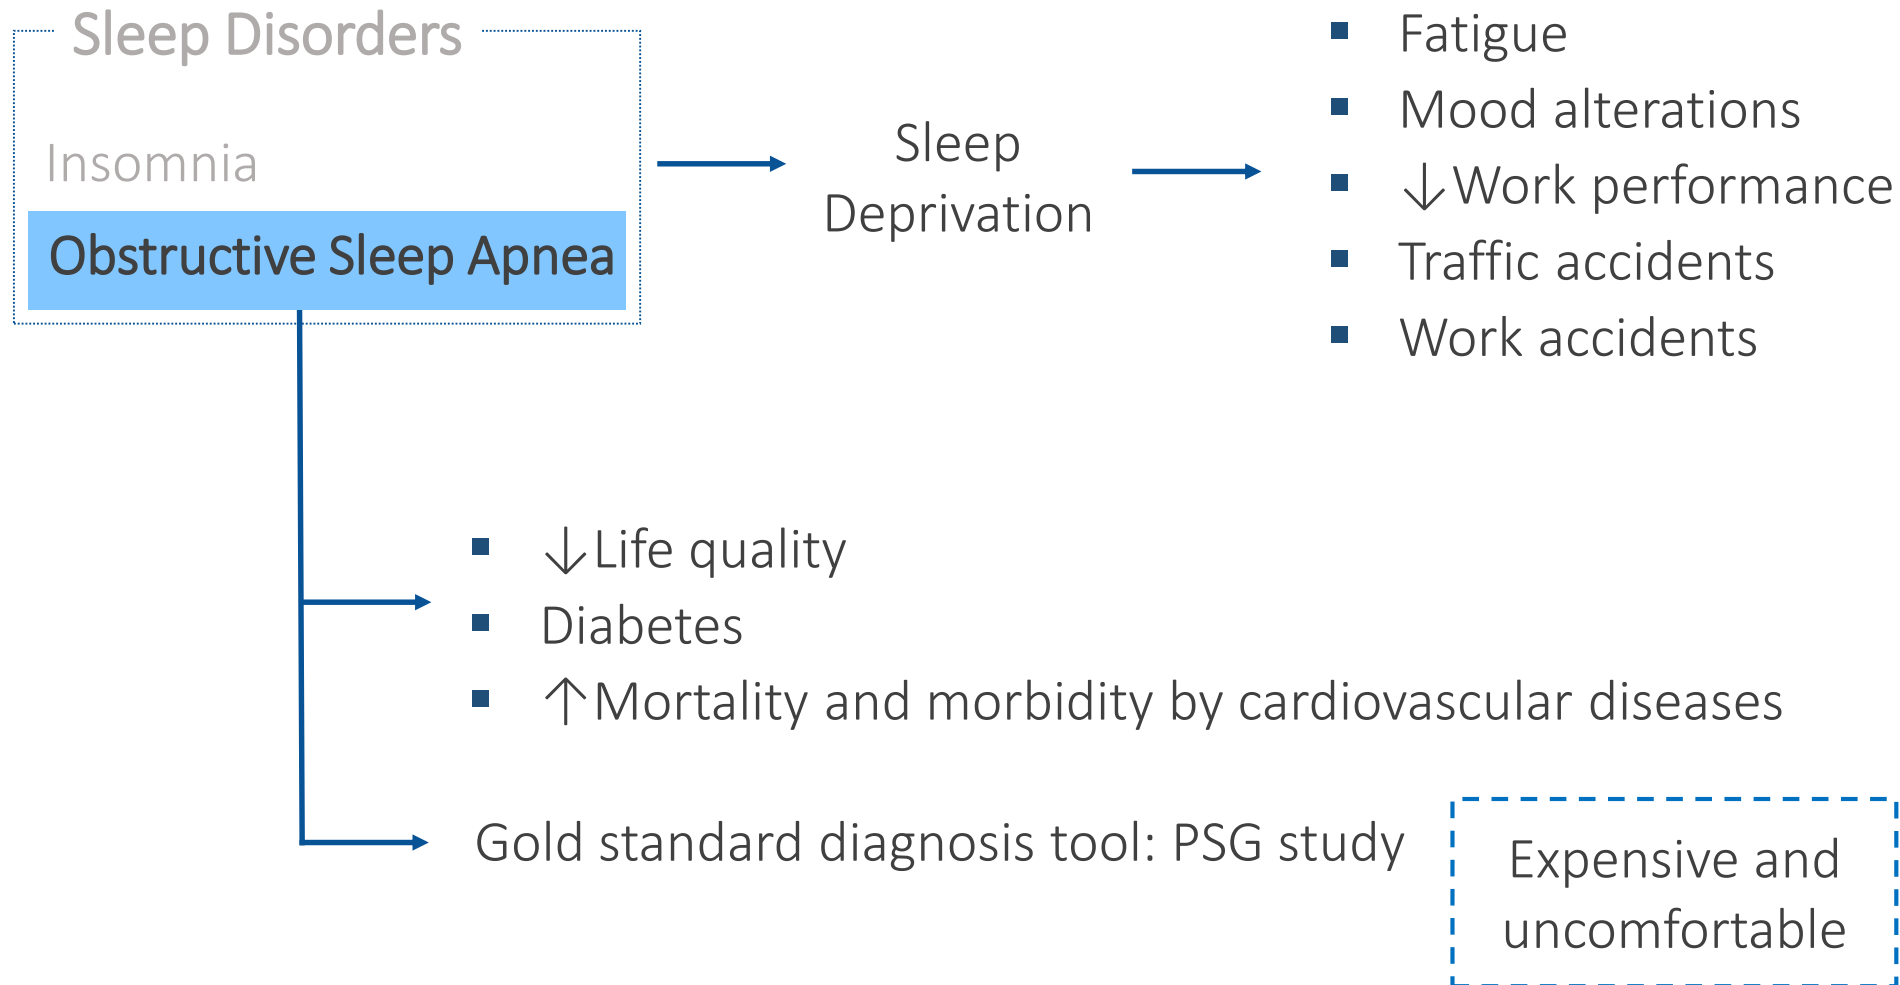 Sleep Disorders
Insomnia
Obstructive Sleep Apnea
Sleep
Deprivation
▪ Fatigue
▪ Mood alterations
▪ ↓Work performance
▪ Traffic accidents
▪ Work accidents
▪ ↓Life quality
▪ Diabetes
▪ ↑Mortality and morbidity by cardiovascular diseases
Gold standard diagnosis tool: PSG study
Expensive and
uncomfortable